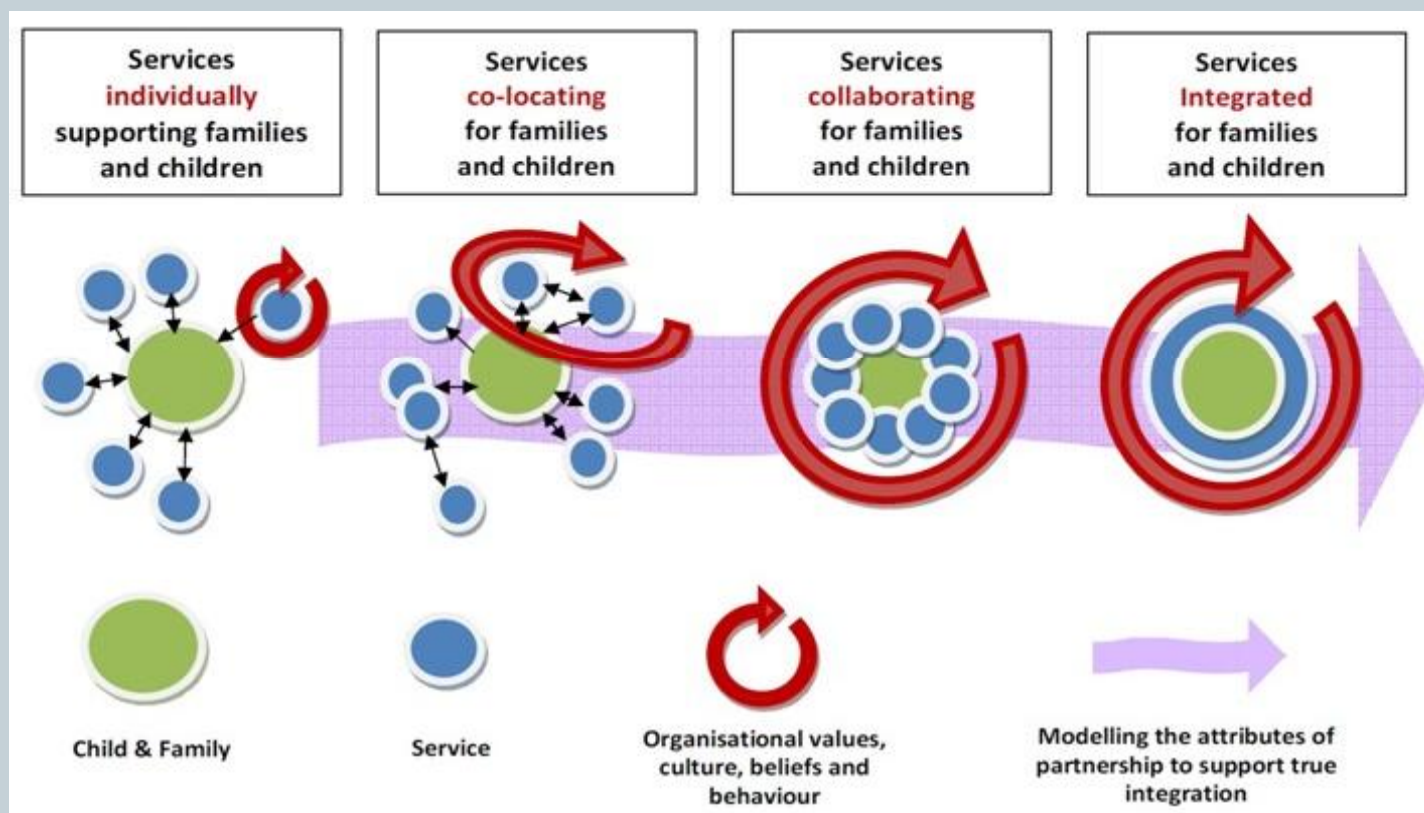 Services
individually
supporting families
and children
Services
co-locating
for families
and children
Services
collaborating
for families
and children
Services
Integrated
for families
and children
Child & Family
Service
Organisational values,
culture, beliefs and
behaviour
Modelling the attributes of
partnership to support true
integration